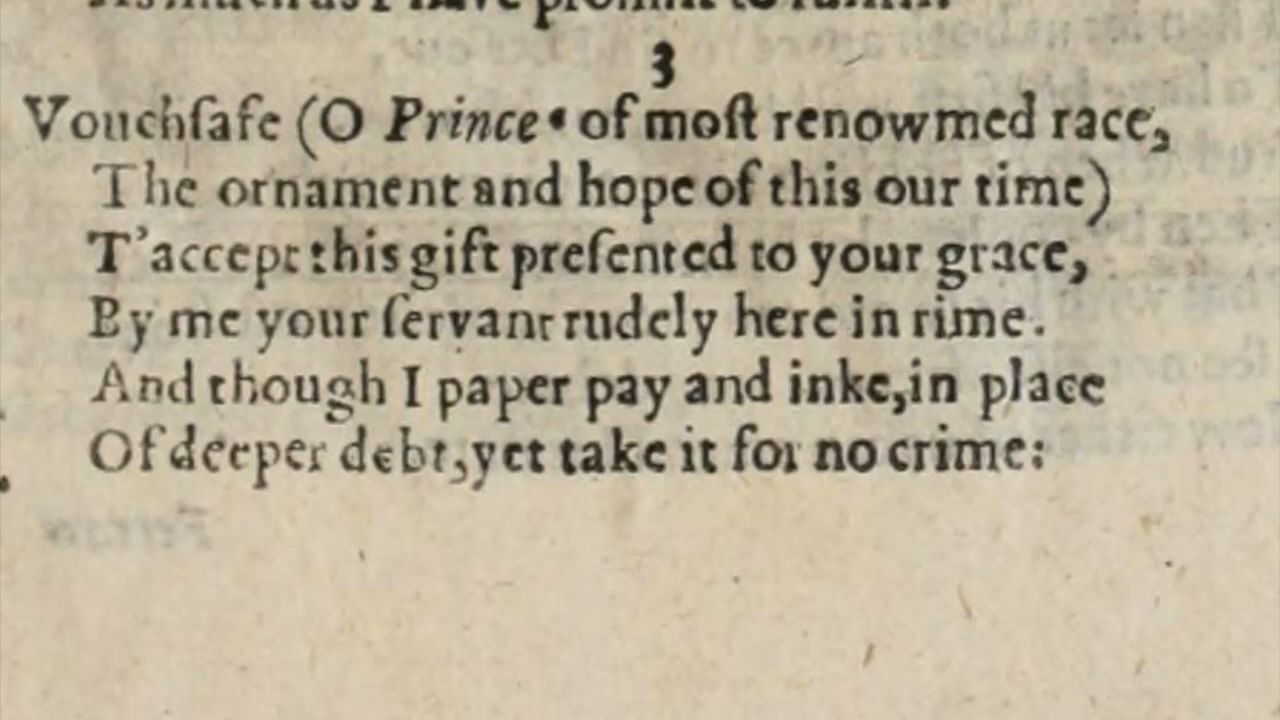 3
Vouchſafe (O Prince of moſt renowmed race,
The ornament and hope of this our time)
T'accept this gift preſented to your grace,
By me your ſervant rudely here in rime.
And though I paper pay and inke, in place
Of deeper debt, yet take it for no crime: